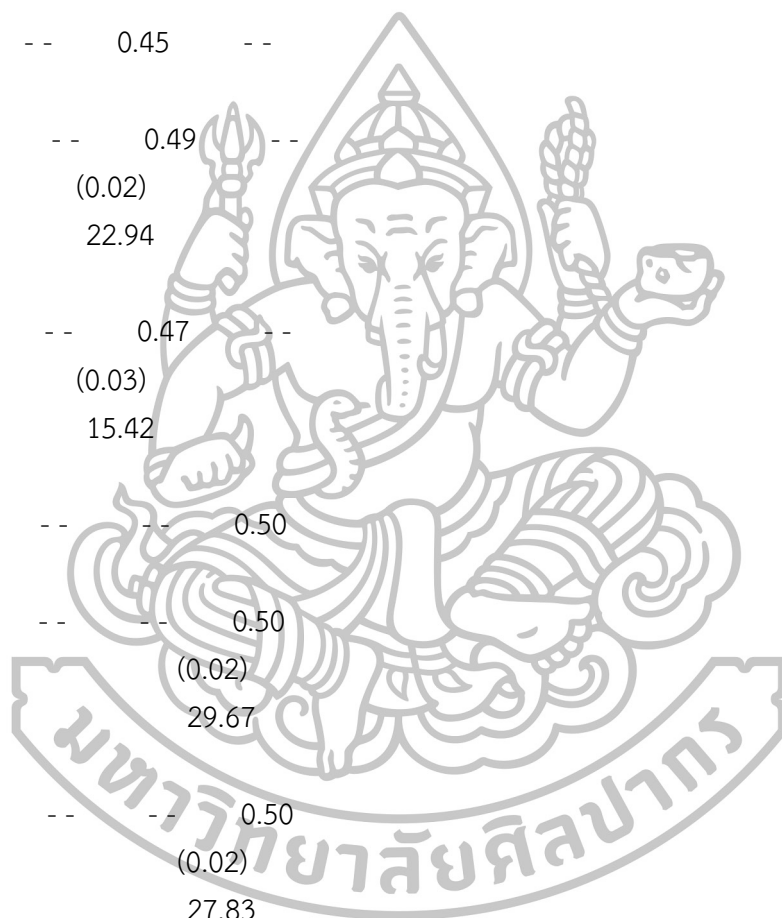 - - 0.45 - -
- - 0.49 - -
(0.02)
22.94
- - 0.47 - -
(0.03)
15.42
- - - - 0.50
- - - - 0.50
(0.02)
29.67
- - - - 0.50
(0.02)
27.83
มหาวิทยาลัยศิลปากร